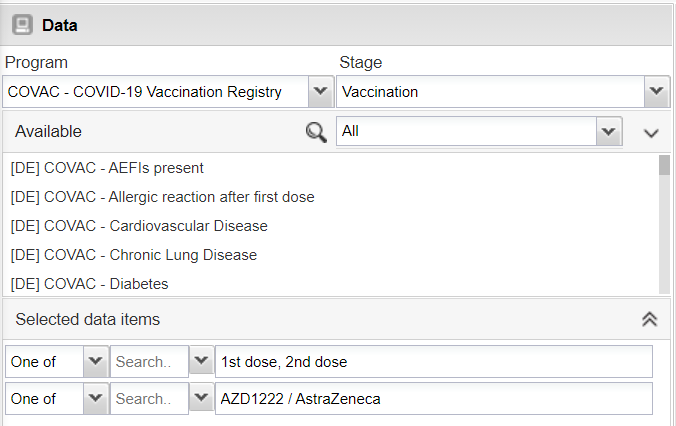 Data
Program Stage
COVAC - COVID-19 Vaccination Registry Vaccination
Available All
[DE] COVAC - AEFIs present
[DE] COVAC - Allergic reaction after first dose
[DE] COVAC - Cardiovascular Disease
[DE] COVAC - Chronic Lung Disease
[DE] COVAC - Diabetes
Selected data items
One of Search.. 1st dose, 2nd dose
One of Search.. AZD1222 / AstraZeneca